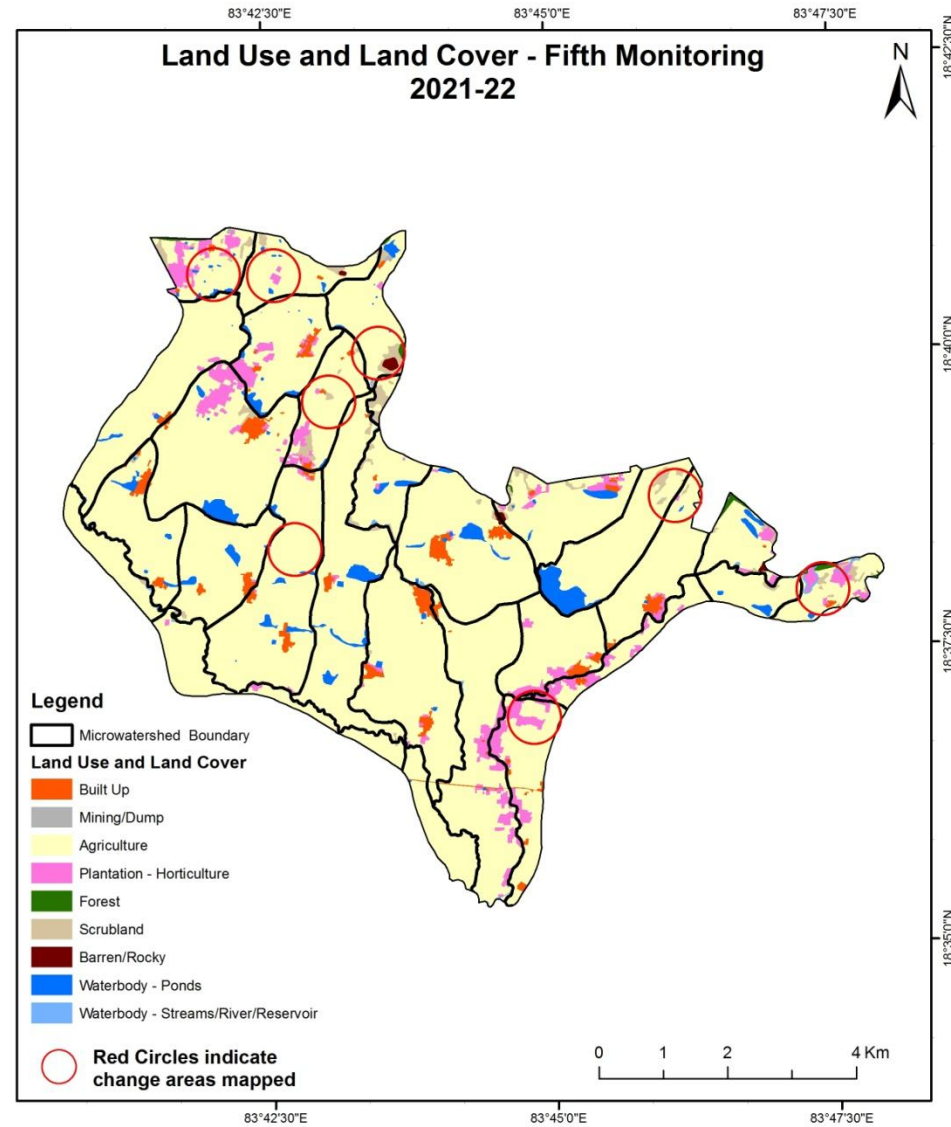 83°42'30"E
83°45'0"E
83°47'30"E
Land Use and Land Cover - Fifth Monitoring
2021-22
N
18°42'30"N
18°40'0"N
18°37'30"N
18°35'0"N
Legend
Microwatershed Boundary
Land Use and Land Cover
Built Up
Mining/Dump
Agriculture
Plantation - Horticulture
Forest
Scrubland
Barren/Rocky
Waterbody - Ponds
Waterbody - Streams/River/Reservoir
Red Circles indicate
change areas mapped
0 1 2 4 Km
83°42'30"E
83°45'0"E
83°47'30"E